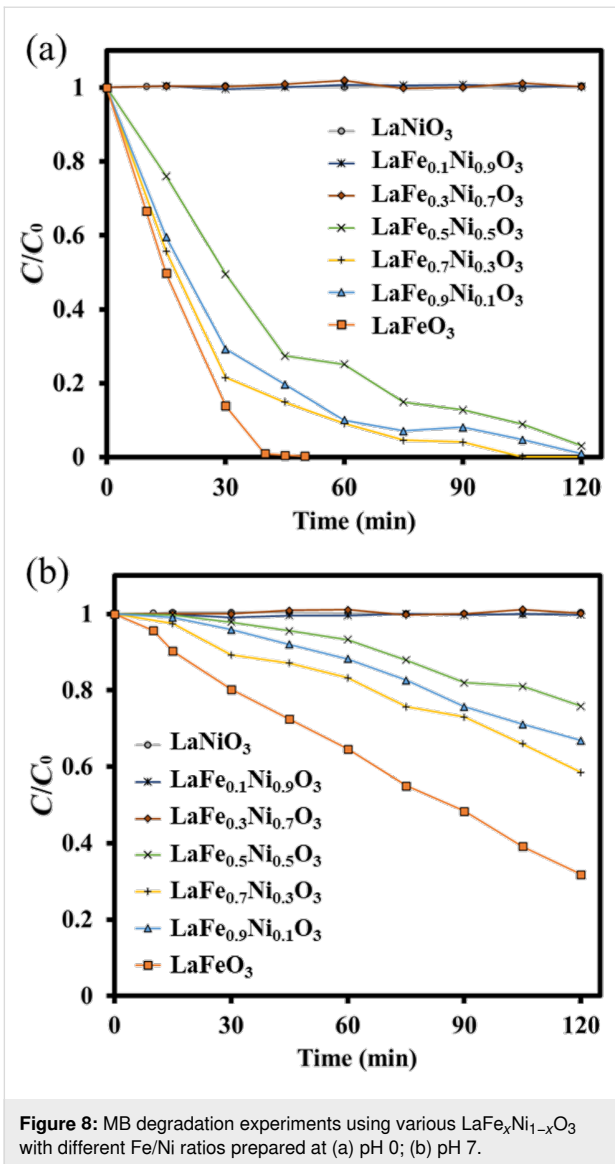 (a)
1
0.8
0.6
0.4
0.2
0
C/C₀
LaNiO₃
LaFe₀.₁Ni₀.₉O₃
LaFe₀.₃Ni₀.₇O₃
LaFe₀.₅Ni₀.₅O₃
LaFe₀.₇Ni₀.₃O₃
LaFe₀.₉Ni₀.₁O₃
LaFeO₃
0 30 60 90 120
Time (min)
(b)
1
0.8
0.6
0.4
0.2
0
C/C₀
LaNiO₃
LaFe₀.₁Ni₀.₉O₃
LaFe₀.₃Ni₀.₇O₃
LaFe₀.₅Ni₀.₅O₃
LaFe₀.₇Ni₀.₃O₃
LaFe₀.₉Ni₀.₁O₃
LaFeO₃
0 30 60 90 120
Time (min)
Figure 8: MB degradation experiments using various LaFeₓNi₁₋ₓO₃
with different Fe/Ni ratios prepared at (a) pH 0; (b) pH 7.